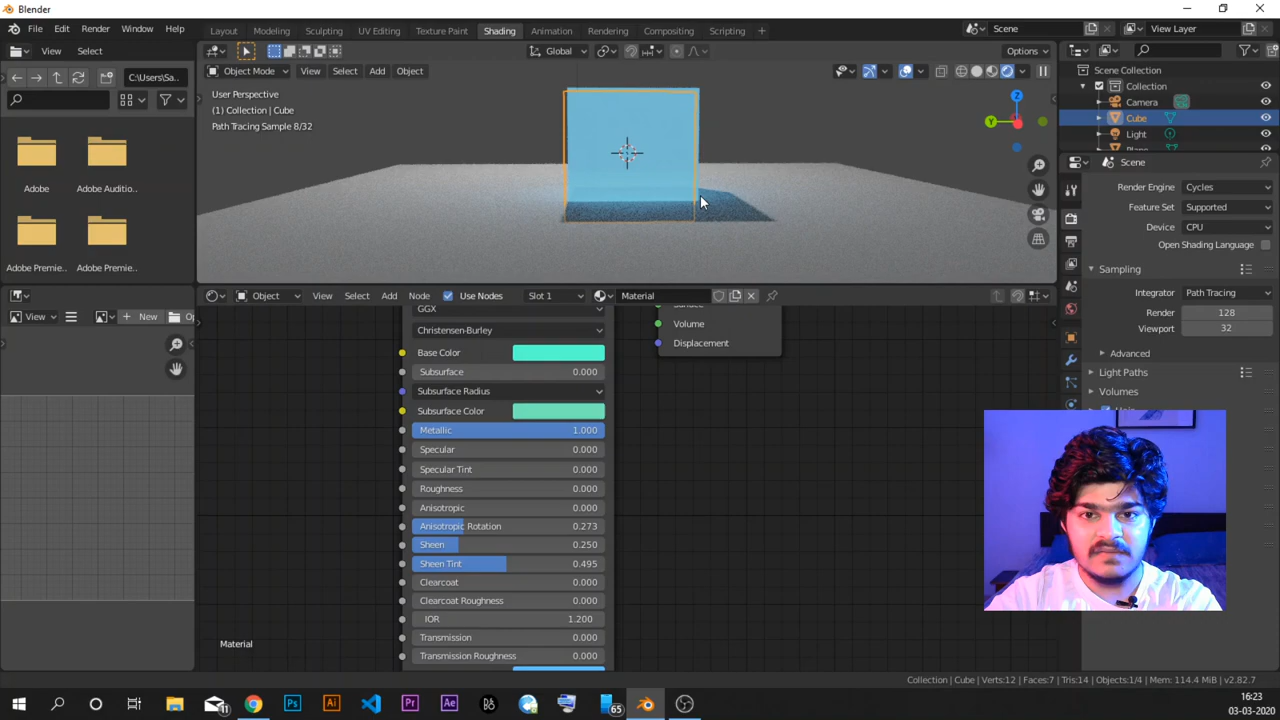 Blender
File Edit Render Window Help
Layout Modeling Sculpting UV Editing Texture Paint Shading Animation Rendering Compositing Scripting +
Scene
View Layer
View Select
Global
Options
C:\Users\Sa..
Object Mode View Select Add Object
User Perspective
(1) Collection | Cube
Path Tracing Sample 8/32
Z
Y
Scene Collection
Collection
Camera
Cube
Light
Adobe
Adobe Auditio..
Adobe Premie..
Adobe Premie..
Scene
Render Engine Cycles
Feature Set Supported
Device CPU
Open Shading Language
Sampling
Integrator Path Tracing
Render 128
Viewport 32
Advanced
Light Paths
Volumes
Object View Select Add Node Use Nodes Slot 1 Material
View + New
GGX
Christensen-Burley
Base Color
Subsurface 0.000
Subsurface Radius
Subsurface Color
Metallic 1.000
Specular 0.000
Specular Tint 0.000
Roughness 0.000
Anisotropic 0.000
Anisotropic Rotation 0.273
Sheen 0.250
Sheen Tint 0.495
Clearcoat 0.000
Clearcoat Roughness 0.000
IOR 1.200
Transmission 0.000
Transmission Roughness 0.000
Volume
Displacement
Material
Collection | Cube | Verts:12 | Faces:7 | Tris:14 | Objects:1/4 | Mem: 114.4 MiB | v2.82.7
11
Ps
Ai
Pr
Ae
65
16:23
03-03-2020